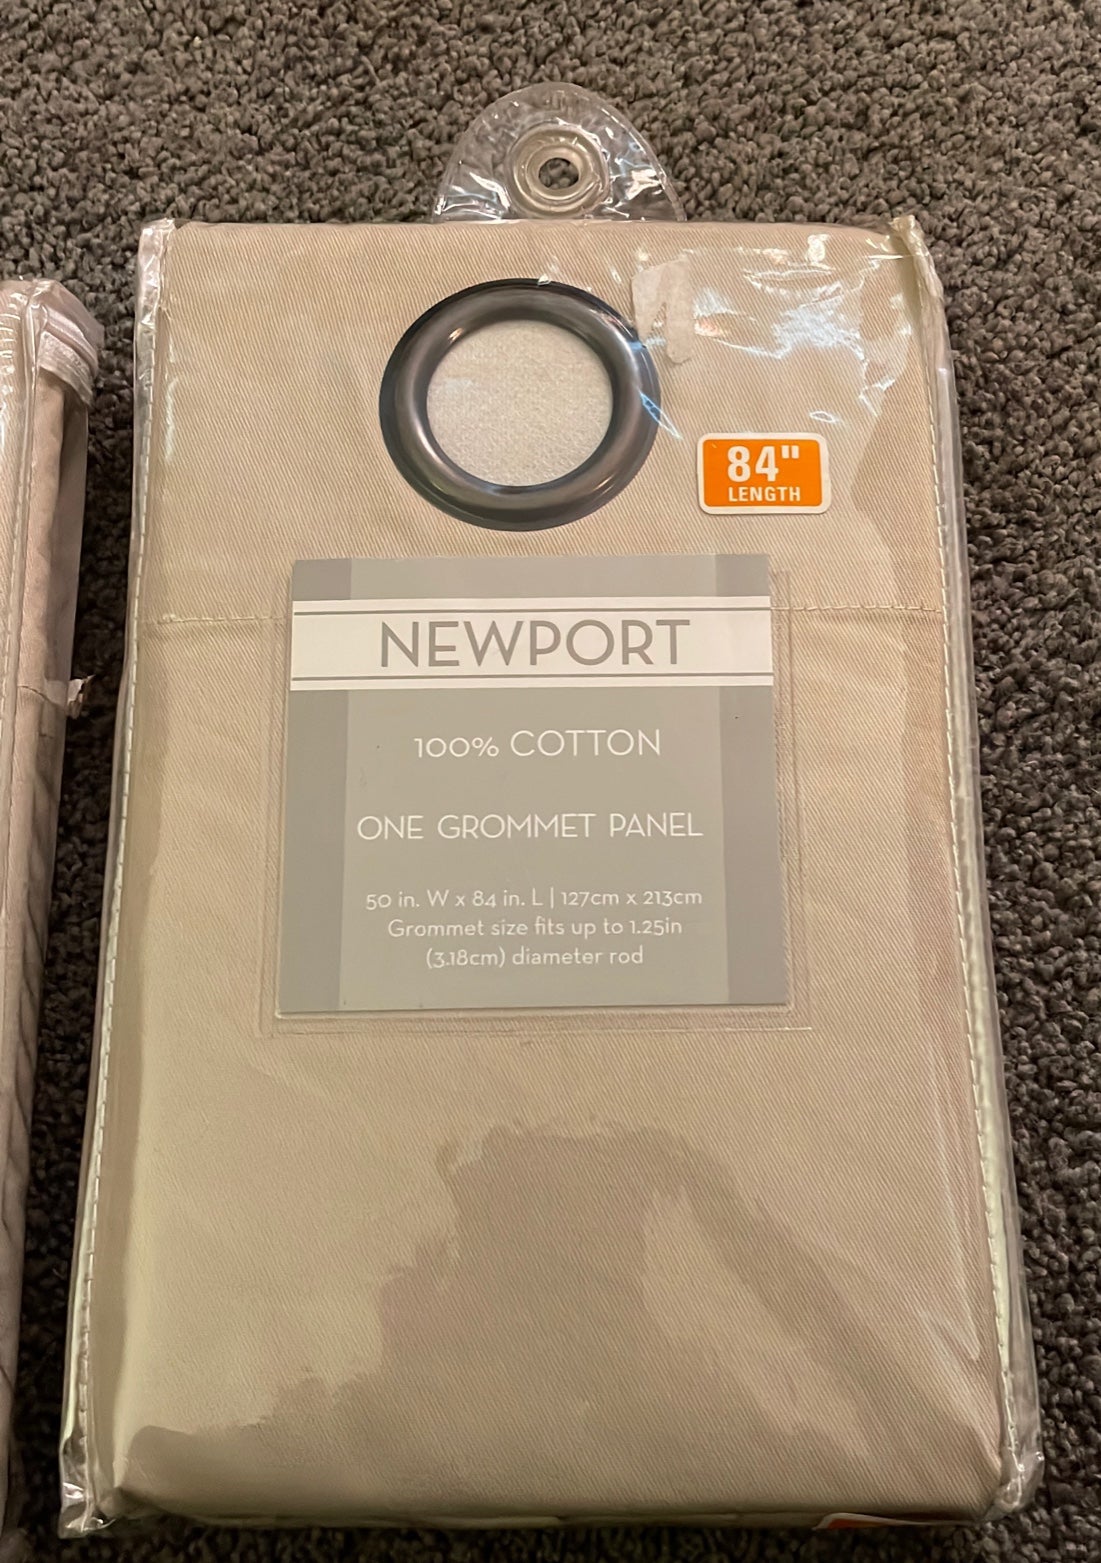 84"
LENGTH
NEWPORT
100% COTTON
ONE GROMMET PANEL
50 in. W x 84 in. L | 127cm x 213cm
Grommet size fits up to 1.25in
(3.18cm) diameter rod